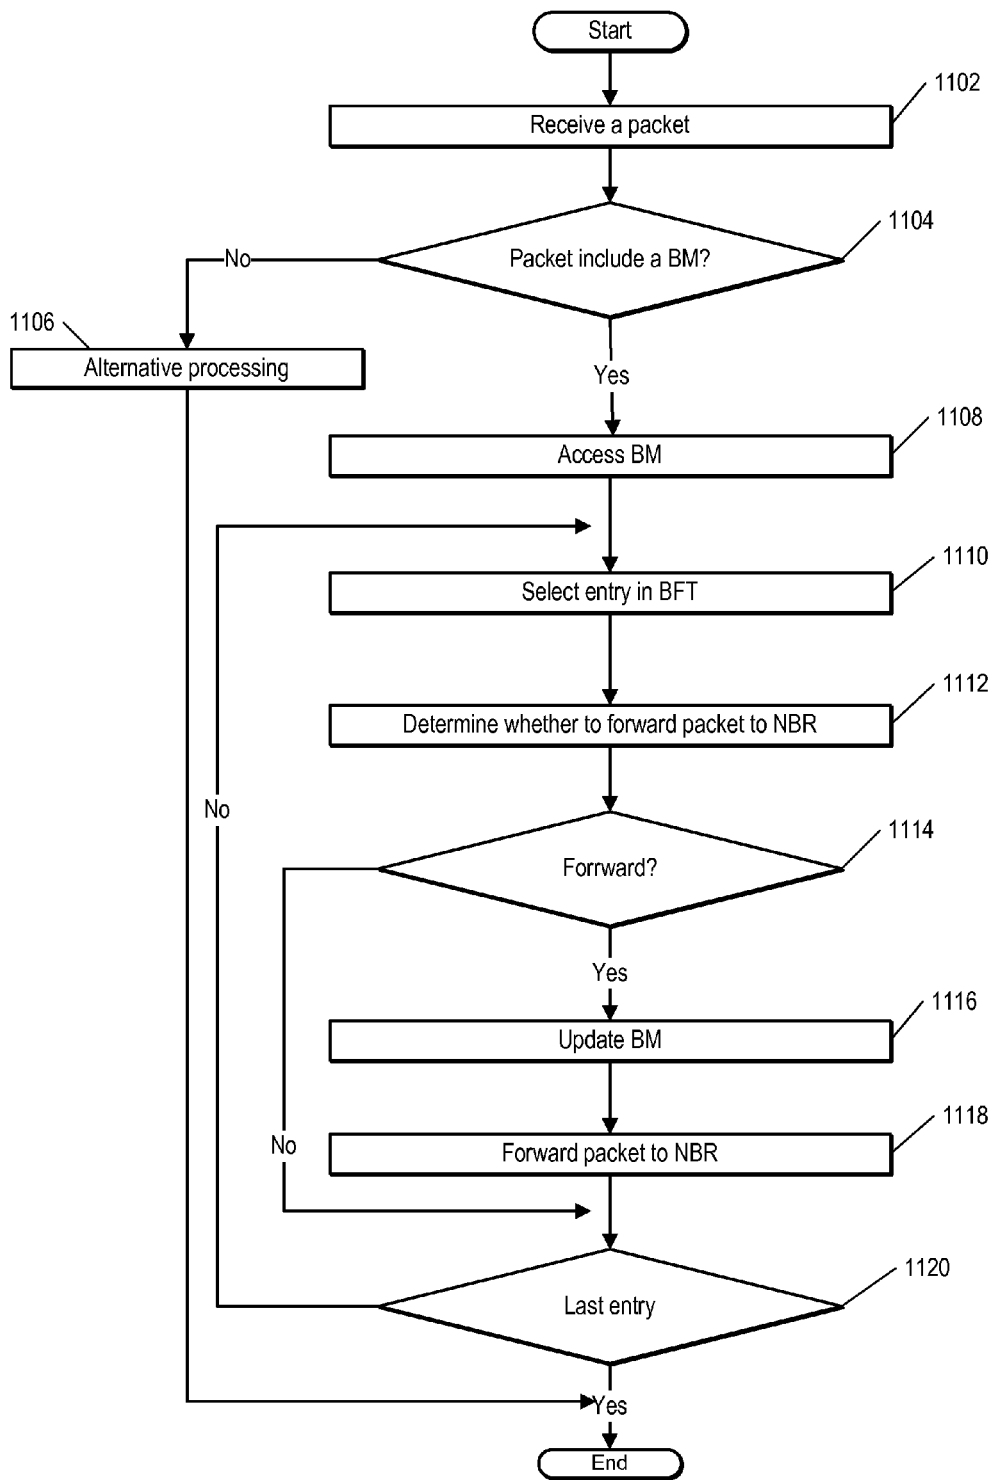 Start
1102
Receive a packet
1104
Packet include a BM?
No
1106
Alternative processing
Yes
1108
Access BM
1110
Select entry in BFT
1112
Determine whether to forward packet to NBR
No
1114
Forrward?
Yes
1116
Update BM
1118
No
Forward packet to NBR
1120
Last entry
Yes
End